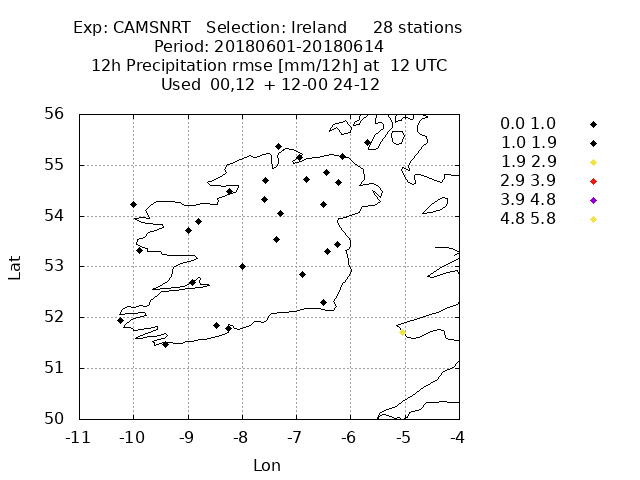 Exp: CAMSNRT   Selection: Ireland     28 stations
Period: 20180601-20180614
12h Precipitation rmse [mm/12h] at  12 UTC
Used  00,12  + 12-00 24-12
56
55
54
53
52
51
50
Lat
-11 -10 -9 -8 -7 -6 -5 -4
Lon
0.0 1.0
1.0 1.9
1.9 2.9
2.9 3.9
3.9 4.8
4.8 5.8